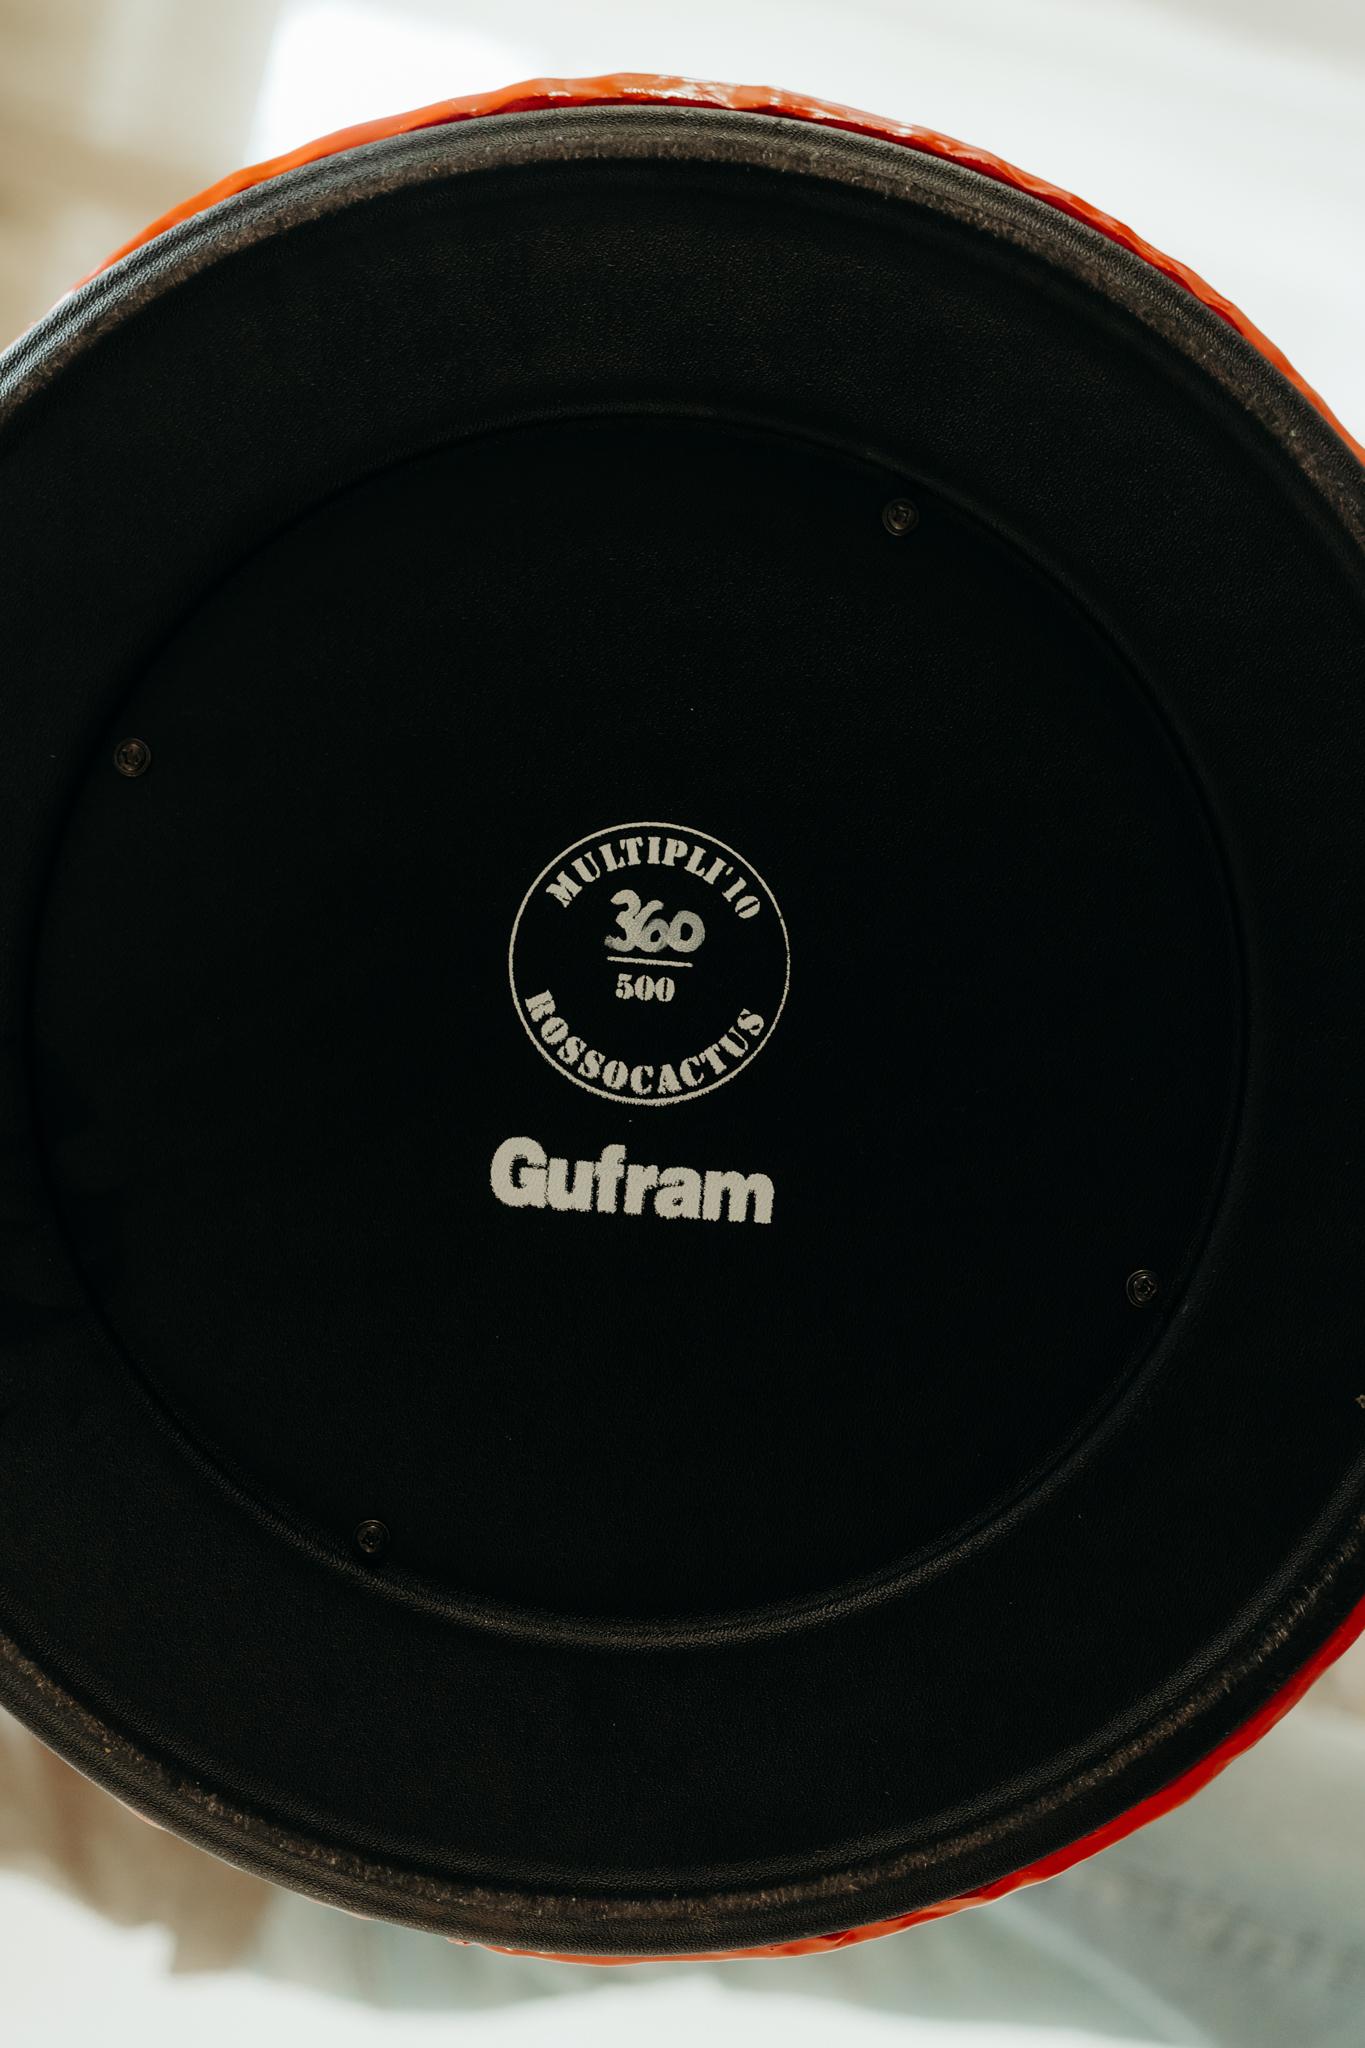 MULTIPLI'10
360
500
ROSSOCACTUS
Gufram